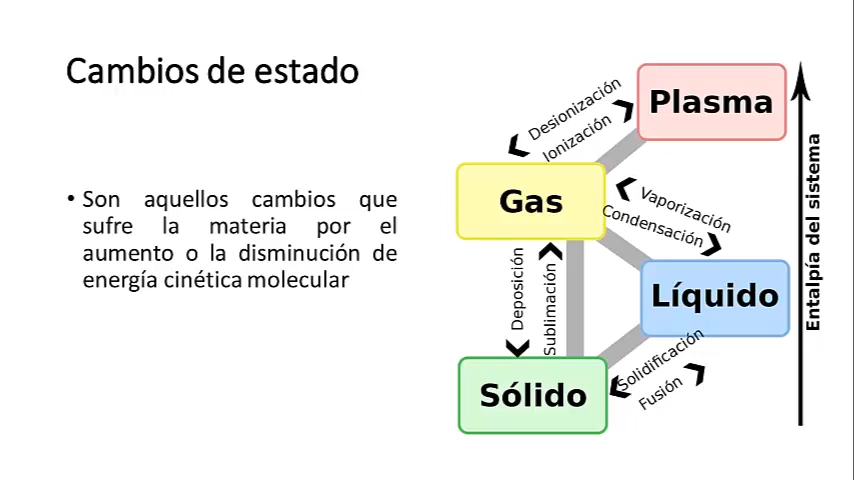 Cambios de estado
• Son aquellos cambios que
sufre la materia por el
aumento o la disminución de
energía cinética molecular
Plasma
Desionización
Ionización
Gas
Vaporización
Condensación
Líquido
Deposición
Sublimación
Solidificación
Fusión
Sólido
Entalpía del sistema